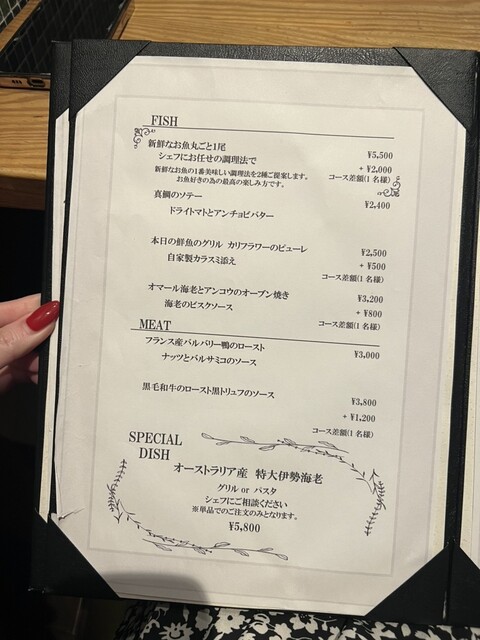 FISH
新鮮なお魚丸ごと1尾
シェフにお任せの調理法で ¥5,500
新鮮なお魚の1番美味しい調理法を2種ご提案します。 + ¥2,000
お魚好きの為の最高の楽しみ方です。 コース差額(1 名様)
真鯛のソテー ¥2,400
ドライトマトとアンチョビバター
本日の鮮魚のグリル カリフラワーのピューレ ¥2,500
自家製カラスミ添え + ¥500
コース差額(1 名様)
オマール海老とアンコウのオーブン焼き ¥3,200
海老のビスクソース + ¥800
コース差額(1 名様)
MEAT
フランス産バルバリー鴨のロースト ¥3,000
ナッツとバルサミコのソース
黒毛和牛のロースト黒トリュフのソース ¥3,800
+ ¥1,200
コース差額(1 名様)
SPECIAL
DISH
オーストラリア産 特大伊勢海老
グリル or パスタ
シェフにご相談ください
※単品でのご注文のみとなります。
¥5,800